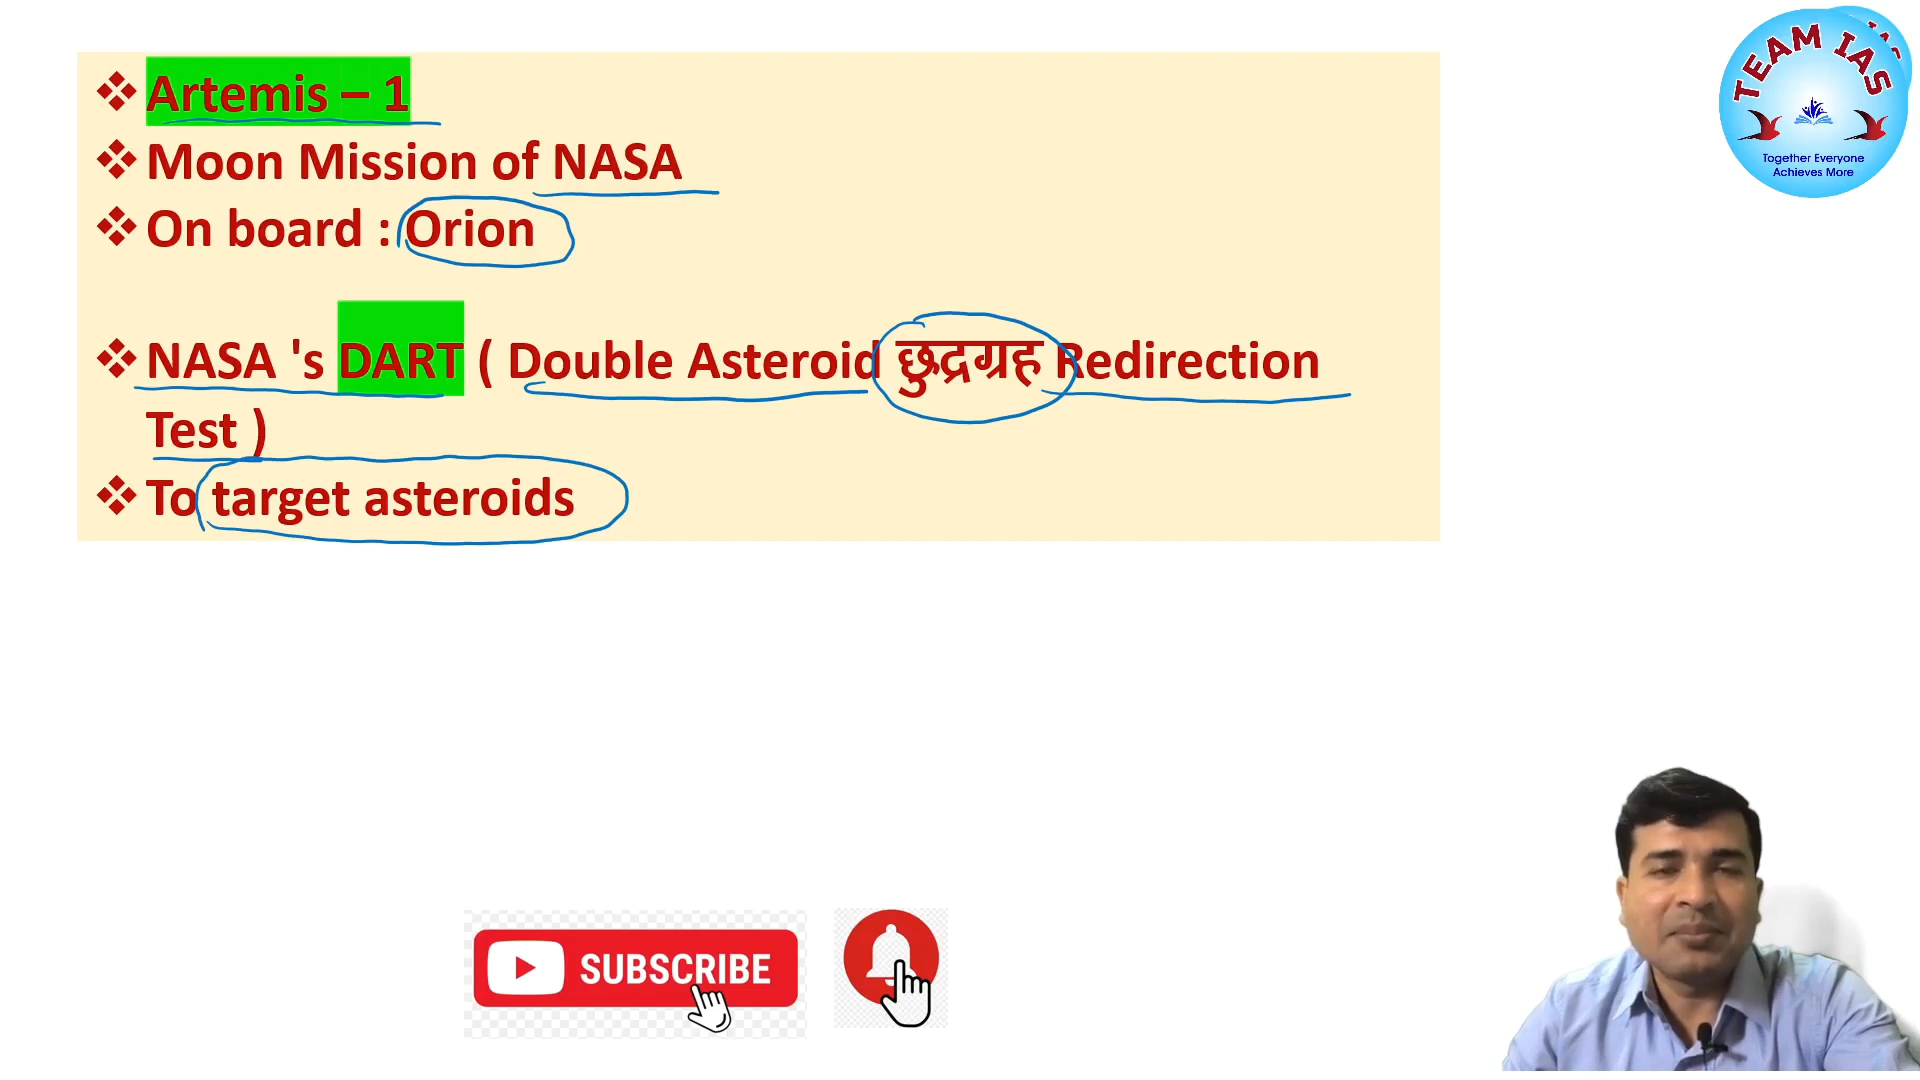 ❖ Artemis – 1
❖ Moon Mission of NASA
❖ On board : Orion
❖ NASA 's DART ( Double Asteroid छुद्रग्रह Redirection
Test )
❖ To target asteroids
TEAM IAS
Together Everyone
Achieves More
SUBSCRIBE